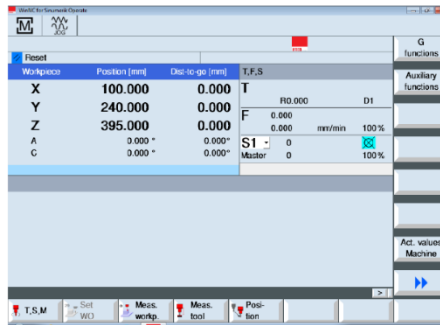 WinSC for Sinumerik Operate
M
JOG
G functions
Reset
Workpiece Position [mm] Dist-to-go [mm] T,F,S
X 100.000 0.000 T
R0.000 D1
Y 240.000 0.000
F 0.000
Z 395.000 0.000 0.000 mm/min 100%
A 0.000 ° 0.000°
S1 0
C 0.000 ° 0.000°
Master 0 100%
Auxiliary functions
Act. values Machine
>
T,S,M
Set WO
Meas. workp.
Meas. tool
Posi- tion